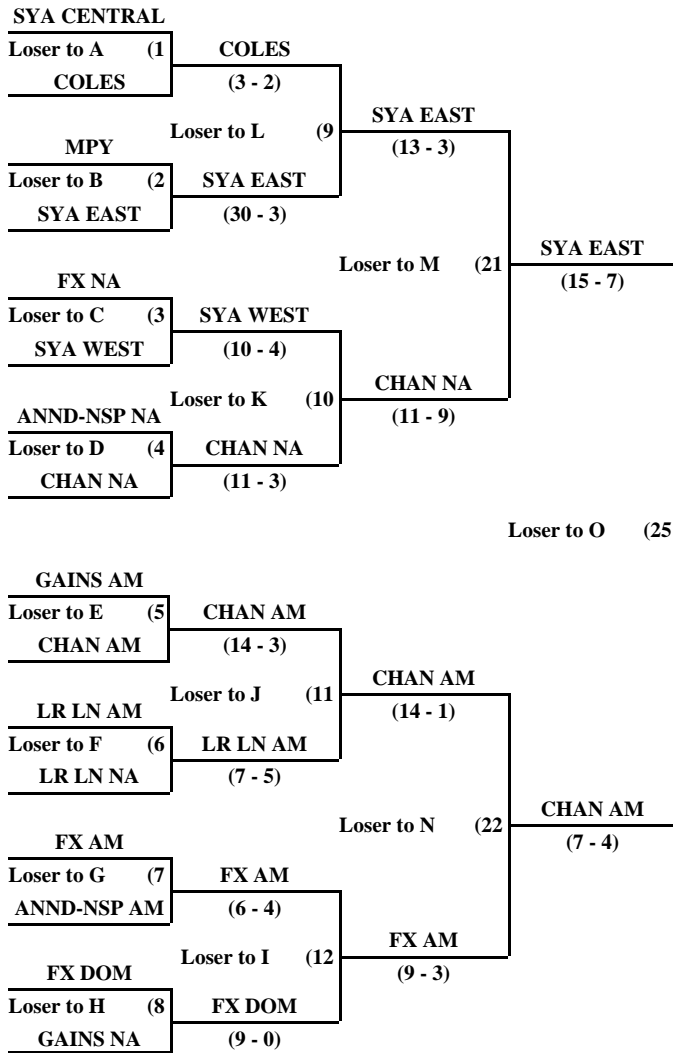 SYA CENTRAL
Loser to A (1 COLES
COLES (3 - 2)
Loser to L (9 SYA EAST
MPY (13 - 3)
Loser to B (2 SYA EAST
SYA EAST (30 - 3)
Loser to M (21 SYA EAST
FX NA (15 - 7)
Loser to C (3 SYA WEST
SYA WEST (10 - 4)
Loser to K (10 CHAN NA
ANND-NSP NA (11 - 9)
Loser to D (4 CHAN NA
CHAN NA (11 - 3)
Loser to O (25
GAINS AM
Loser to E (5 CHAN AM
CHAN AM (14 - 3)
Loser to J (11 CHAN AM
LR LN AM (14 - 1)
Loser to F (6 LR LN AM
LR LN NA (7 - 5)
Loser to N (22 CHAN AM
FX AM (7 - 4)
Loser to G (7 FX AM
ANND-NSP AM (6 - 4)
Loser to I (12 FX AM
FX DOM (9 - 3)
Loser to H (8 FX DOM
GAINS NA (9 - 0)